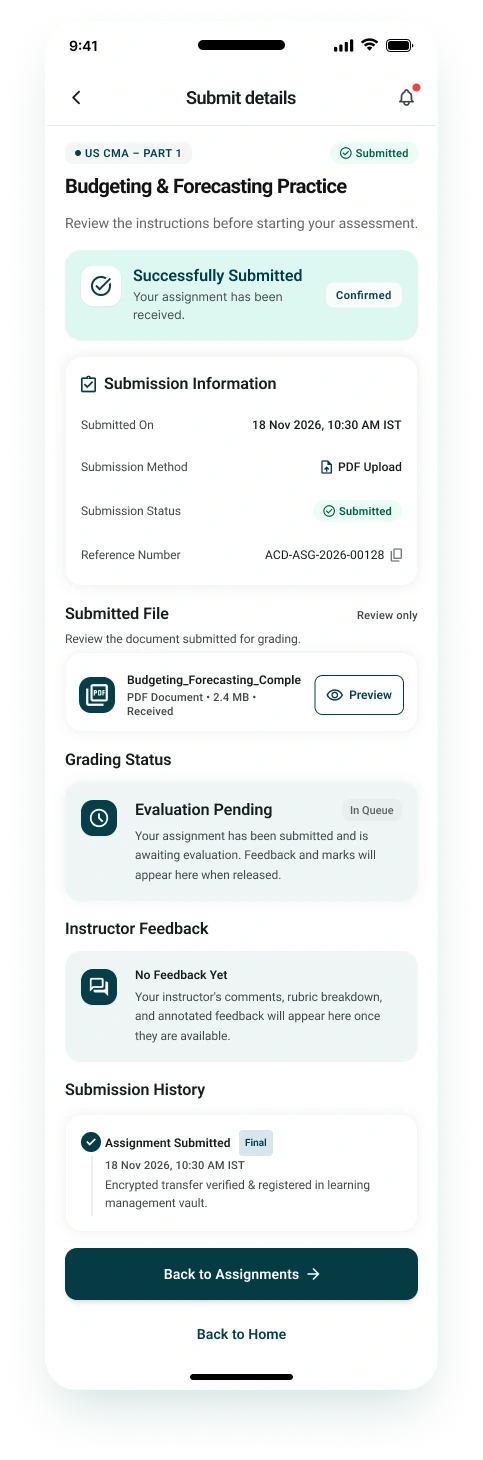 9:41
Submit details
US CMA – PART 1
Submitted
Budgeting & Forecasting Practice
Review the instructions before starting your assessment.
Successfully Submitted
Your assignment has been
received.
Confirmed
Submission Information
Submitted On
18 Nov 2026, 10:30 AM IST
Submission Method
PDF Upload
Submission Status
Submitted
Reference Number
ACD-ASG-2026-00128
Submitted File
Review only
Review the document submitted for grading.
PDF
Budgeting_Forecasting_Comple
PDF Document • 2.4 MB •
Received
Preview
Grading Status
Evaluation Pending
In Queue
Your assignment has been submitted and is
awaiting evaluation. Feedback and marks will
appear here when released.
Instructor Feedback
No Feedback Yet
Your instructor's comments, rubric breakdown,
and annotated feedback will appear here once
they are available.
Submission History
Assignment Submitted
Final
18 Nov 2026, 10:30 AM IST
Encrypted transfer verified & registered in learning
management vault.
Back to Assignments →
Back to Home